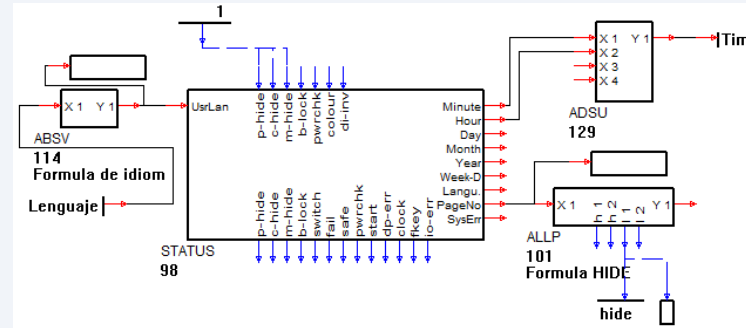 1
Tim
X 1 Y 1
X 2
X 3
X 4
ADSU
129
p-hide
c-hide
m-hide
b-lock
pwrchk
colour
di-inv
UsrLan
Minute
Hour
Day
Month
Year
Week-D
Langu.
PageNo
SysErr
X 1 Y 1
ABSV
114
Formula de idiom
Lenguaje
p-hide
c-hide
m-hide
b-lock
switch
fail
safe
pwrchk
start
dp-err
clock
fkey
io-err
STATUS
98
X 1 Y 1
h 1
h 2
l 1
l 2
ALLP
101
Formula HIDE
hide